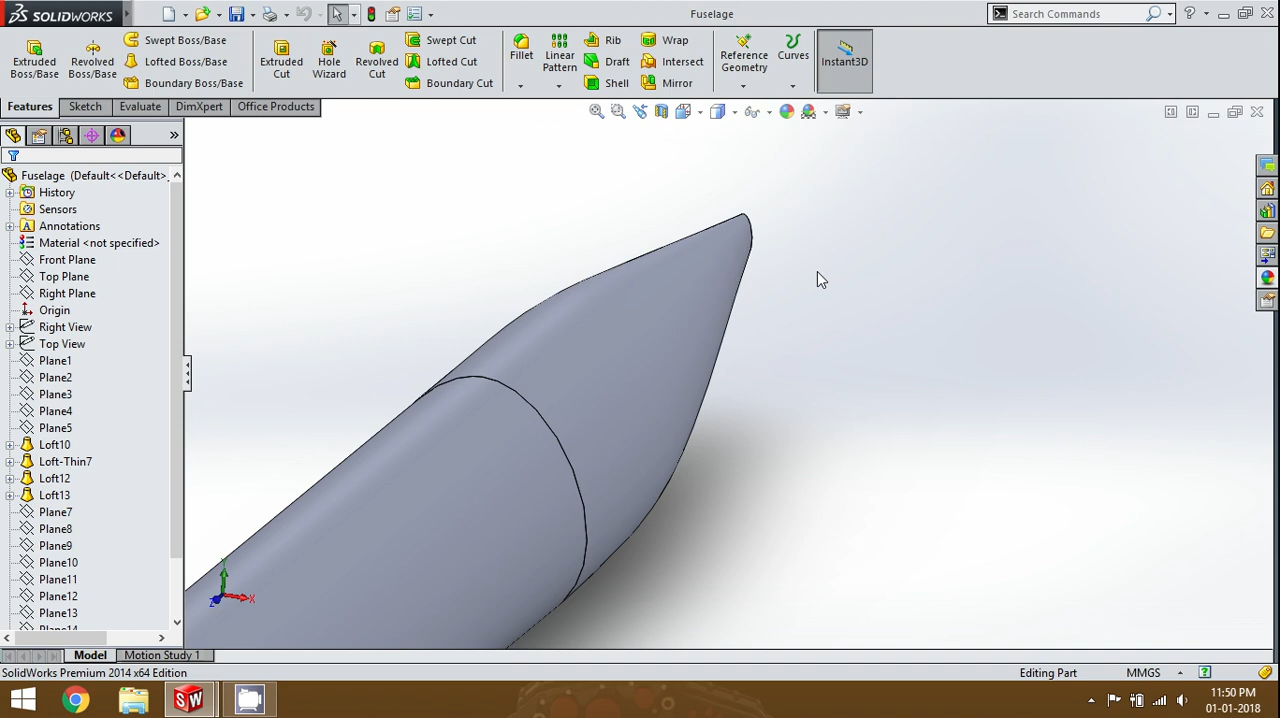 SOLIDWORKS
Fuselage
Search Commands
Extruded Boss/Base
Revolved Boss/Base
Swept Boss/Base
Lofted Boss/Base
Boundary Boss/Base
Extruded Cut
Hole Wizard
Revolved Cut
Swept Cut
Lofted Cut
Boundary Cut
Fillet
Linear Pattern
Rib
Draft
Shell
Wrap
Intersect
Mirror
Reference Geometry
Curves
Instant3D
Features
Sketch
Evaluate
DimXpert
Office Products
Fuselage (Default<<Default>
History
Sensors
Annotations
Material <not specified>
Front Plane
Top Plane
Right Plane
Origin
Right View
Top View
Plane1
Plane2
Plane3
Plane4
Plane5
Loft10
Loft-Thin7
Loft12
Loft13
Plane7
Plane8
Plane9
Plane10
Plane11
Plane12
Plane13
Plane14
Y
X
Z
Model
Motion Study 1
SolidWorks Premium 2014 x64 Edition
Editing Part
MMGS
11:50 PM
01-01-2018